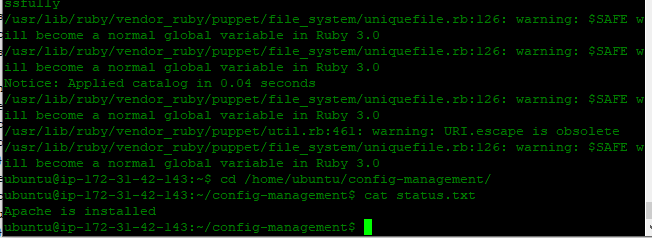 ssfully
/usr/lib/ruby/vendor_ruby/puppet/file_system/uniquefile.rb:126: warning: $SAFE w
ill become a normal global variable in Ruby 3.0
/usr/lib/ruby/vendor_ruby/puppet/file_system/uniquefile.rb:126: warning: $SAFE w
ill become a normal global variable in Ruby 3.0
Notice: Applied catalog in 0.04 seconds
/usr/lib/ruby/vendor_ruby/puppet/file_system/uniquefile.rb:126: warning: $SAFE w
ill become a normal global variable in Ruby 3.0
/usr/lib/ruby/vendor_ruby/puppet/util.rb:461: warning: URI.escape is obsolete
/usr/lib/ruby/vendor_ruby/puppet/file_system/uniquefile.rb:126: warning: $SAFE w
ill become a normal global variable in Ruby 3.0
ubuntu@ip-172-31-42-143:~$ cd /home/ubuntu/config-management/
ubuntu@ip-172-31-42-143:~/config-management$ cat status.txt
Apache is installed
ubuntu@ip-172-31-42-143:~/config-management$